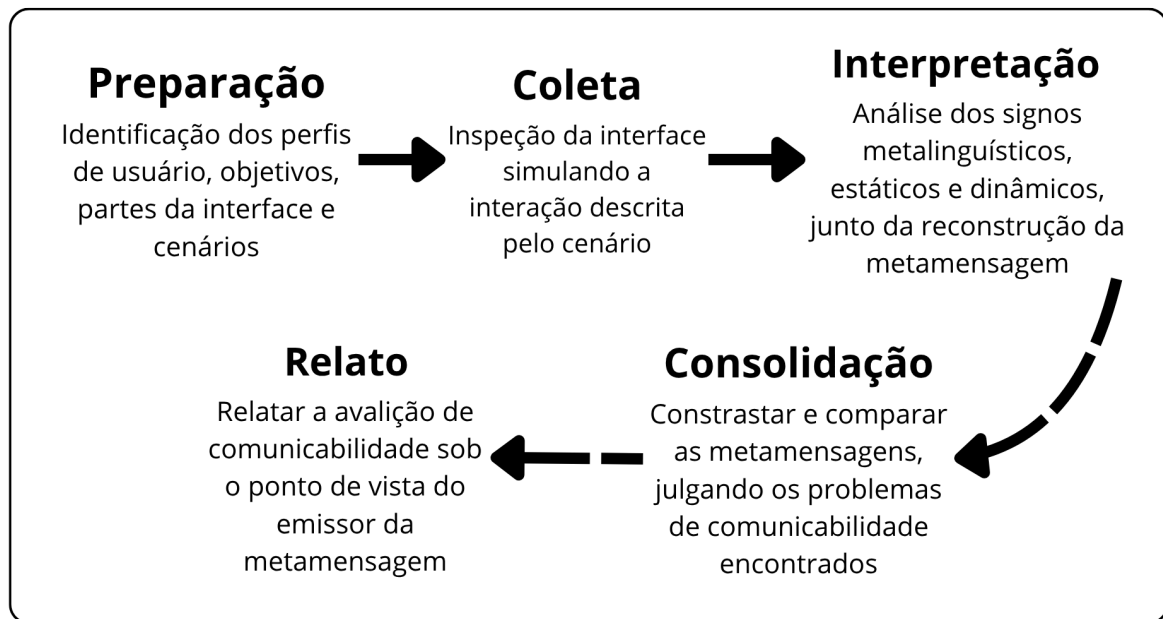 Preparação
Identificação dos perfis
de usuário, objetivos,
partes da interface e
cenários
Coleta
Inspeção da interface
simulando a
interação descrita
pelo cenário
Interpretação
Análise dos signos
metalinguísticos,
estáticos e dinâmicos,
junto da reconstrução da
metamensagem
Consolidação
Constrastar e comparar
as metamensagens,
julgando os problemas
de comunicabilidade
encontrados
Relato
Relatar a avalição de
comunicabilidade sob
o ponto de vista do
emissor da
metamensagem